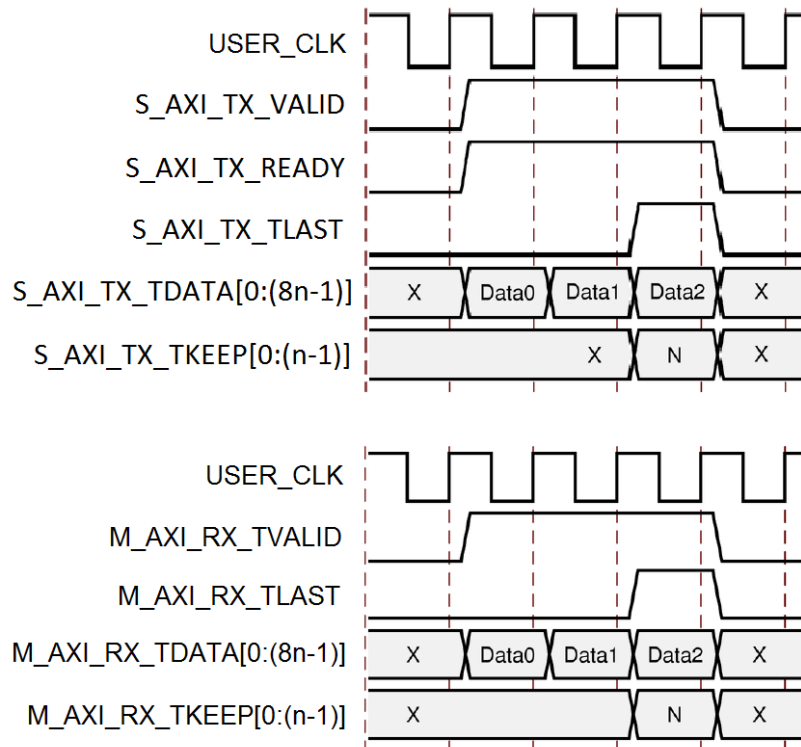 USER_CLK
S_AXI_TX_VALID
S_AXI_TX_READY
S_AXI_TX_TLAST
S_AXI_TX_TDATA[0:(8n-1)] X Data0 Data1 Data2 X
S_AXI_TX_TKEEP[0:(n-1)] X N X
USER_CLK
M_AXI_RX_TVALID
M_AXI_RX_TLAST
M_AXI_RX_TDATA[0:(8n-1)] X Data0 Data1 Data2 X
M_AXI_RX_TKEEP[0:(n-1)] X N X